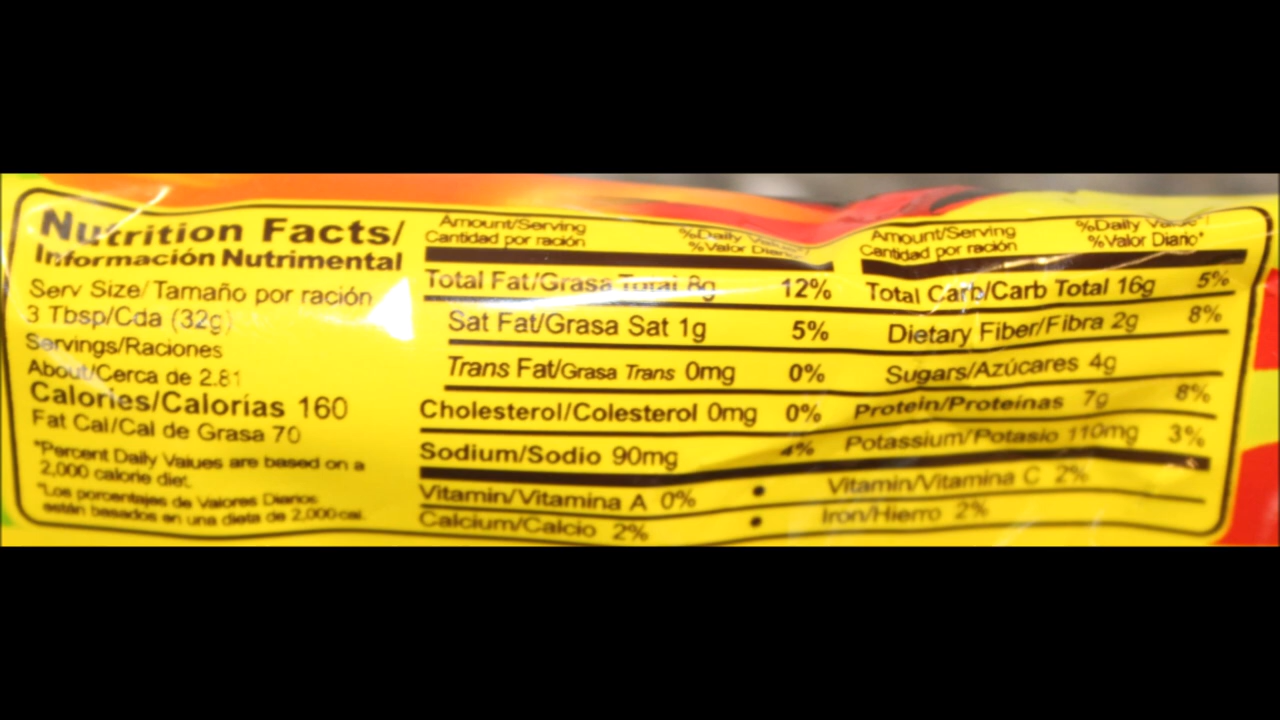 Nutrition Facts/
Información Nutrimental
Serv Size/Tamaño por ración
3 Tbsp/Cda (32g)
Servings/Raciones
About/Cerca de 2.81
Calories/Calorías 160
Fat Cal/Cal de Grasa 70
*Percent Daily Values are based on a
2,000 calorie diet.
*Los porcentajes de Valores Diarios
están basados en una dieta de 2,000 cal.
Amount/Serving %Daily
Cantidad por ración %Valor Diario*
Total Fat/Grasa Total 8g 12%
Sat Fat/Grasa Sat 1g 5%
Trans Fat/Grasa Trans 0mg 0%
Cholesterol/Colesterol 0mg 0%
Sodium/Sodio 90mg 4%
Amount/Serving %Daily Value*/
Cantidad por ración %Valor Diario*
Total Carb/Carb Total 16g 5%
Dietary Fiber/Fibra 2g 8%
Sugars/Azúcares 4g
Protein/Proteínas 7g 8%
Potassium/Potasio 110mg 3%
Vitamin/Vitamina A 0% • Vitamin/Vitamina C 2%
Calcium/Calcio 2% • Iron/Hierro 2%